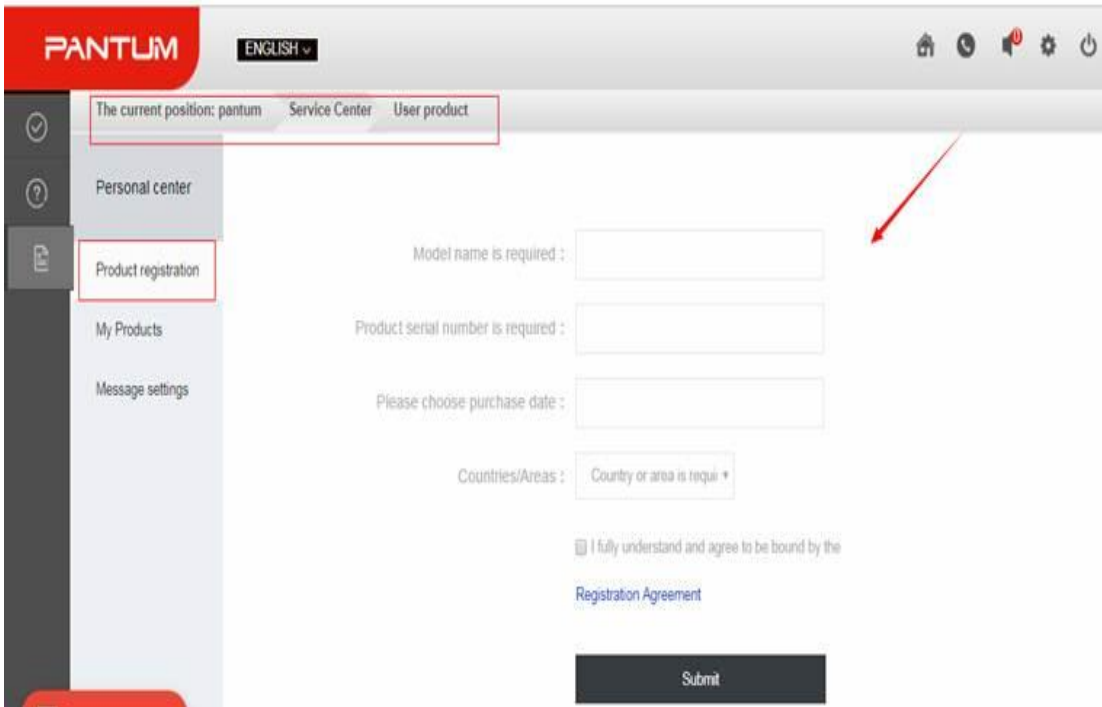 PANTUM
ENGLISH
0
The current position: pantum Service Center User product
Personal center
Product registration
My Products
Message settings
Model name is required :
Product serial number is required :
Please choose purchase date :
Countries/Areas : Country or area is requi
I fully understand and agree to be bound by the
Registration Agreement
Submit